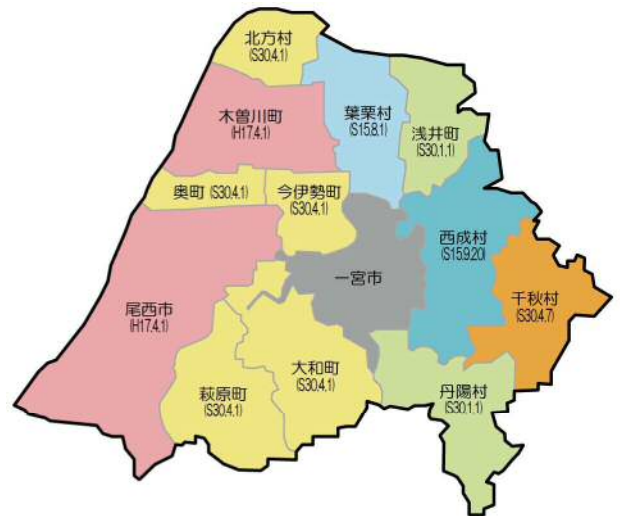 北方村
(S30.4.1)
木曽川町
(H17.4.1)
葉栗村
(S15.8.1)
浅井町
(S30.1.1)
奥町 (S30.4.1)
今伊勢町
(S30.4.1)
西成村
(S15.9.20)
一宮市
千秋村
(S30.4.7)
尾西市
(H17.4.1)
大和町
(S30.4.1)
萩原町
(S30.4.1)
丹陽村
(S30.1.1)